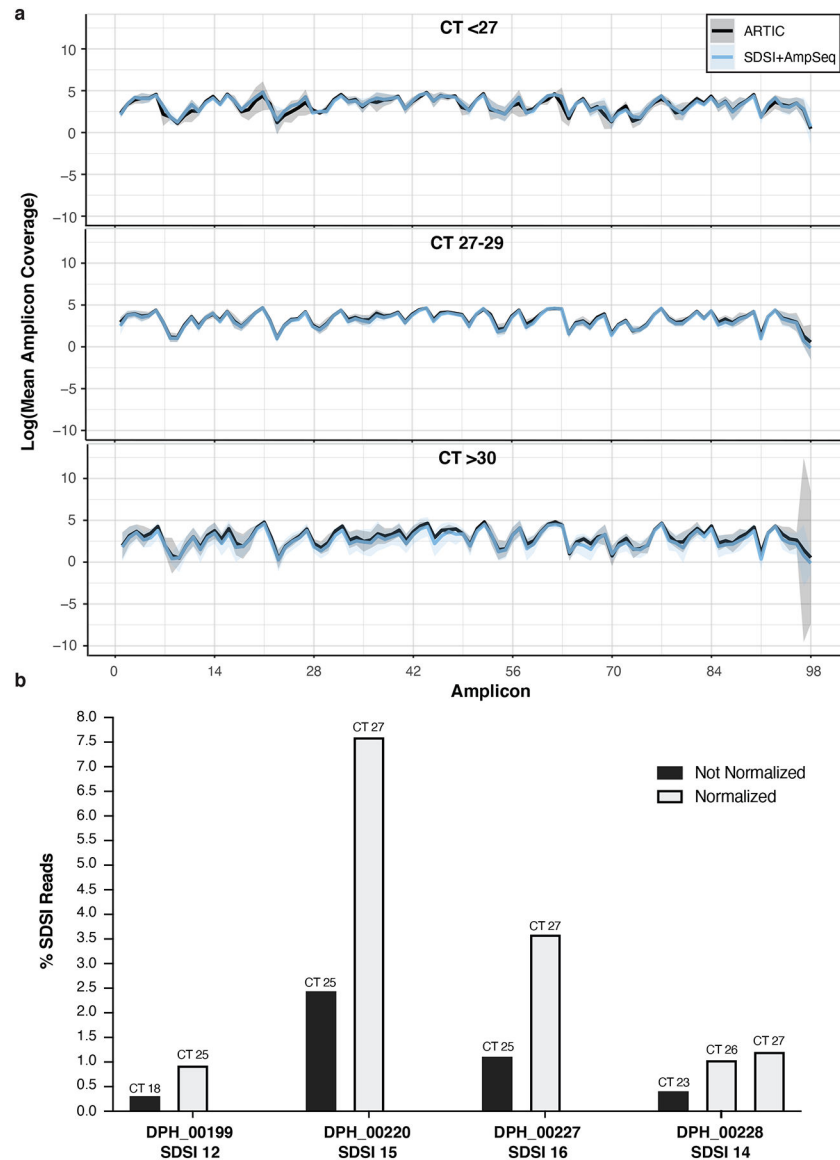 a
CT <27
ARTIC
SDSI+AmpSeq
10
5
0
−5
−10
CT 27-29
10
5
0
−5
−10
Log(Mean Amplicon Coverage)
CT >30
10
5
0
−5
−10
0 14 28 42 56 70 84 98
Amplicon
b
8.0
7.5
7.0
6.5
6.0
5.5
5.0
4.5
4.0
3.5
3.0
2.5
2.0
1.5
1.0
0.5
0.0
% SDSI Reads
Not Normalized
Normalized
CT 18
CT 25
CT 25
CT 27
CT 25
CT 27
CT 23
CT 26
CT 27
DPH_00199
SDSI 12
DPH_00220
SDSI 15
DPH_00227
SDSI 16
DPH_00228
SDSI 14